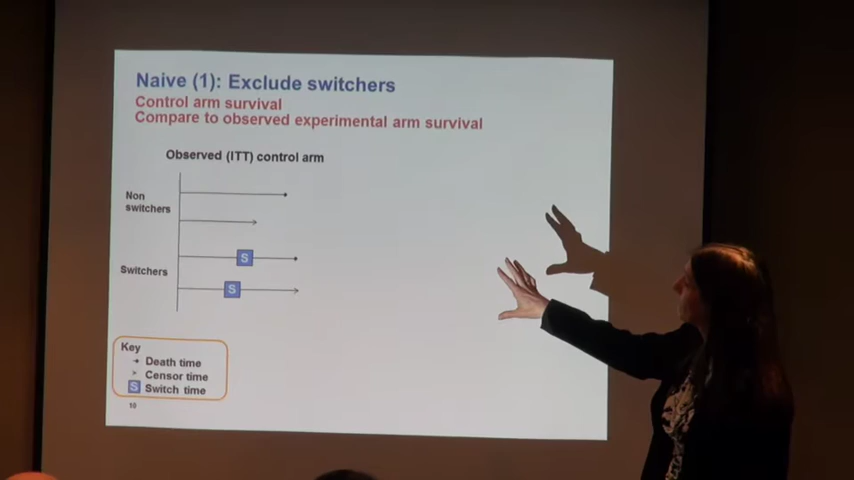 Naive (1): Exclude switchers
Control arm survival
Compare to observed experimental arm survival
Observed (ITT) control arm
Non
switchers
S
Switchers
S
Key
Death time
Censor time
S Switch time